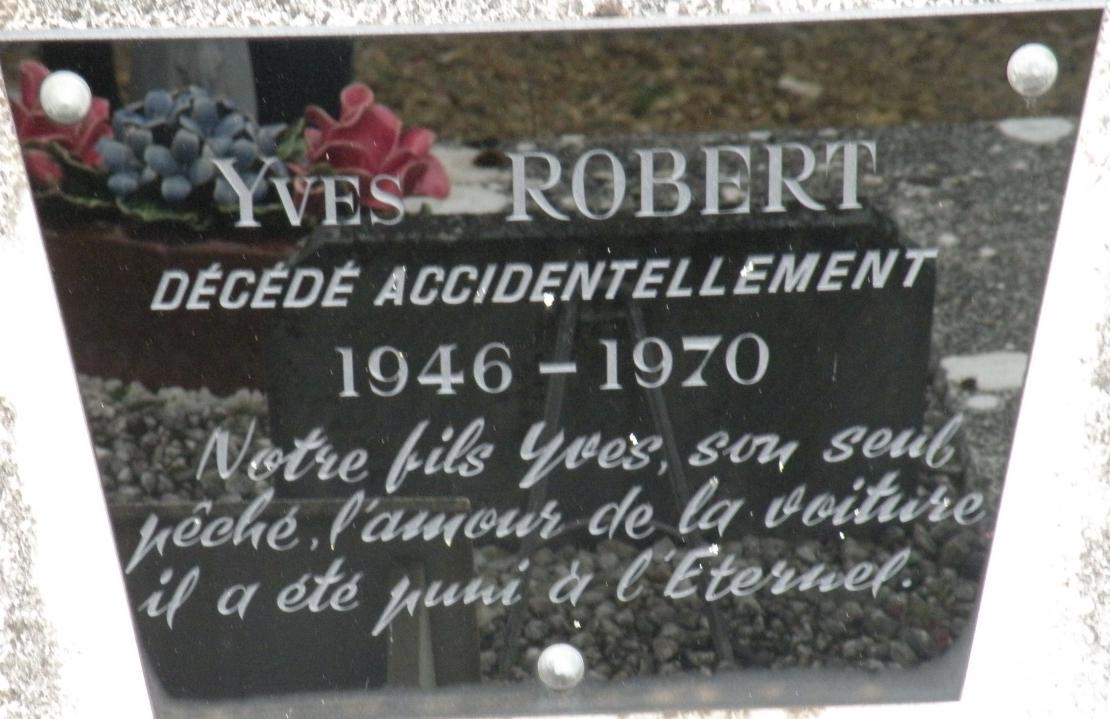 YVES ROBERT
DÉCÉDÉ ACCIDENTELLEMENT
1946 - 1970
Notre fils Yves, son seul
pêché, l'amour de la voiture
il a été puni à l'Eternel.